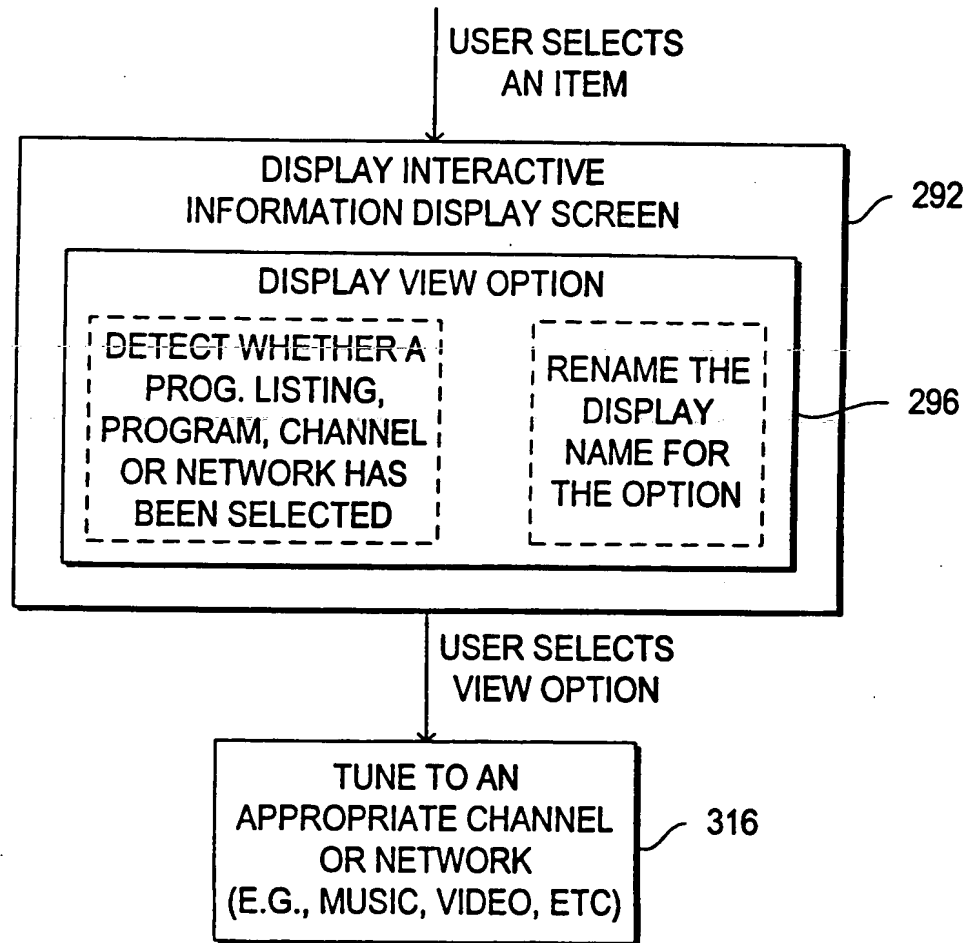 USER SELECTS
AN ITEM
DISPLAY INTERACTIVE
INFORMATION DISPLAY SCREEN
292
DISPLAY VIEW OPTION
DETECT WHETHER A
PROG. LISTING,
PROGRAM, CHANNEL
OR NETWORK HAS
BEEN SELECTED
RENAME THE
DISPLAY
NAME FOR
THE OPTION
296
USER SELECTS
VIEW OPTION
TUNE TO AN
APPROPRIATE CHANNEL
OR NETWORK
(E.G., MUSIC, VIDEO, ETC)
316